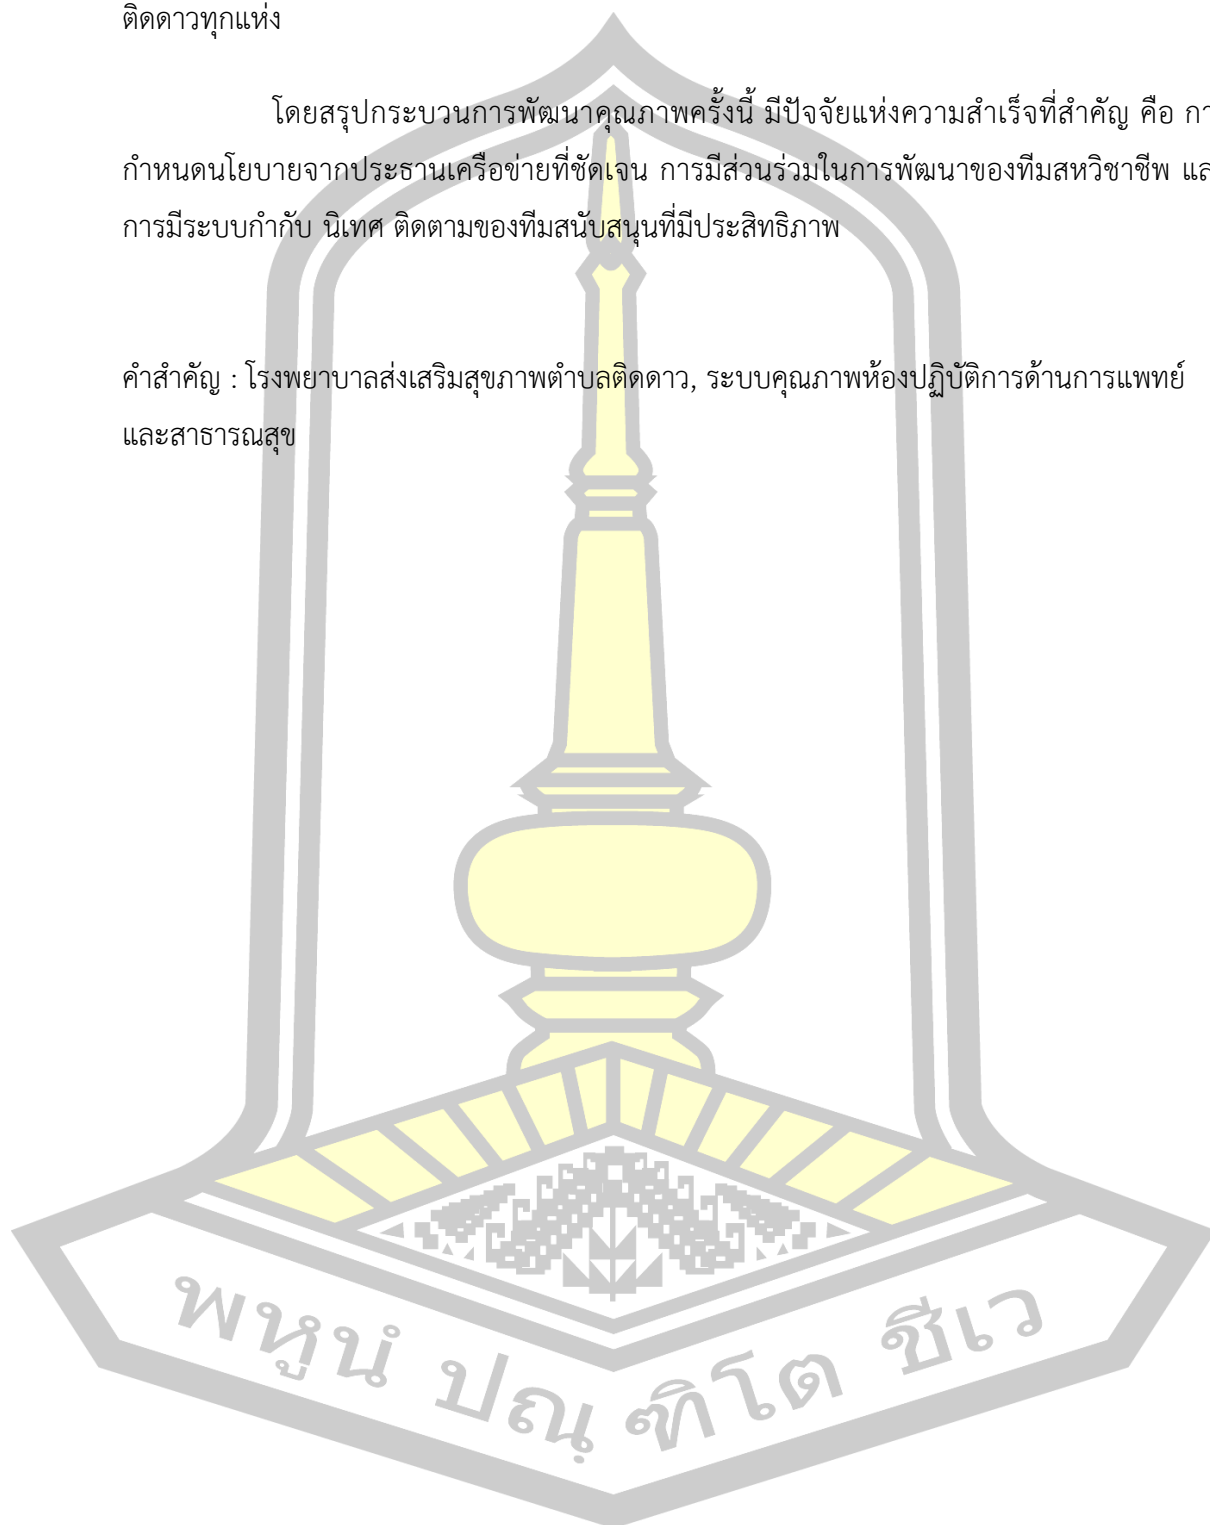 ติดดาวทุกแห่ง
โดยสรุปกระบวนการพัฒนาคุณภาพครั้งนี้ มีปัจจัยแห่งความสำเร็จที่สำคัญ คือ กา
กำหนดนโยบายจากประธานเครือข่ายที่ชัดเจน การมีส่วนร่วมในการพัฒนาของทีมสหวิชาชีพ แล
การมีระบบกำกับ นิเทศ ติดตามของทีมสนับสนุนที่มีประสิทธิภาพ
คำสำคัญ : โรงพยาบาลส่งเสริมสุขภาพตำบลติดดาว, ระบบคุณภาพห้องปฏิบัติการด้านการแพทย์
และสาธารณสุข
พหูนํ ปณฺ ฑิโต ชีเว